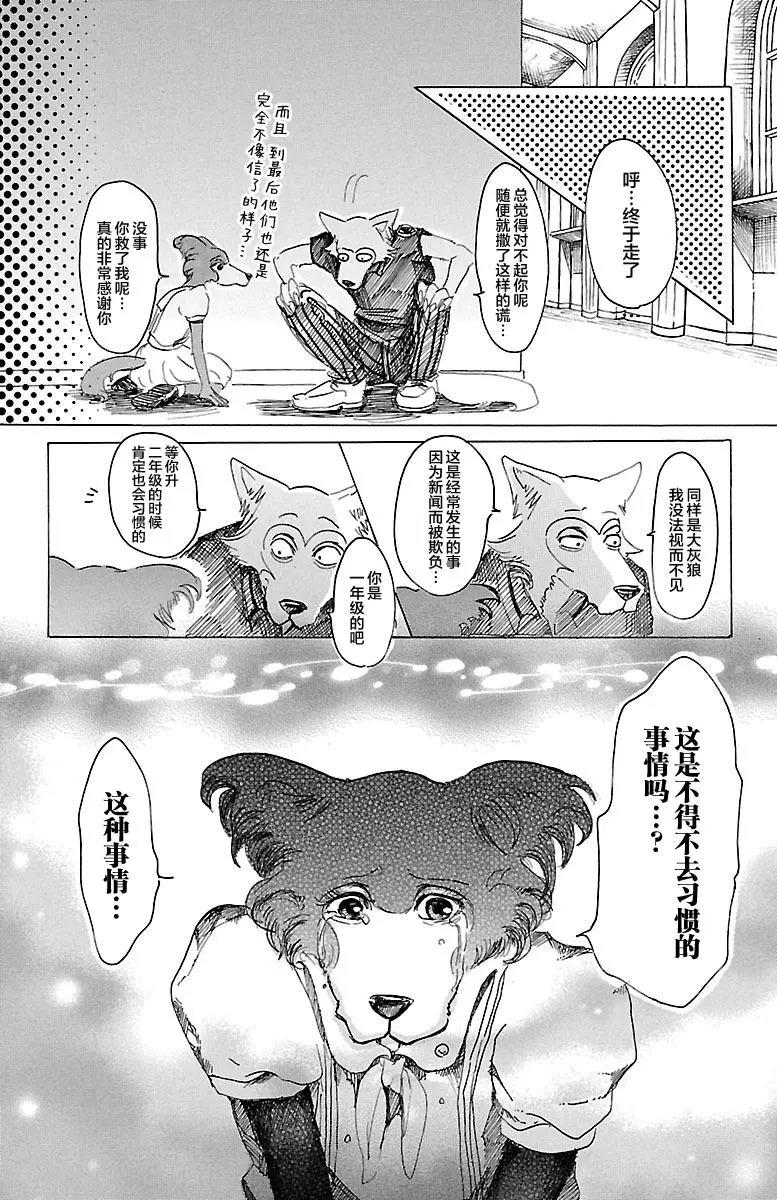 呼…终于走了
总觉得对不起你呢
随便就撒了这样的谎…
而且 到最后他们也还是
完全不像信了的样子…
没事
你救了我呢…
真的非常感谢你
同样是大灰狼
我没法视而不见
这是经常发生的事
因为新闻而被欺负…
你是
一年级的吧
等你升
二年级的时候
肯定也会习惯的
这是不得不去习惯的
事情吗…?
这种事情…